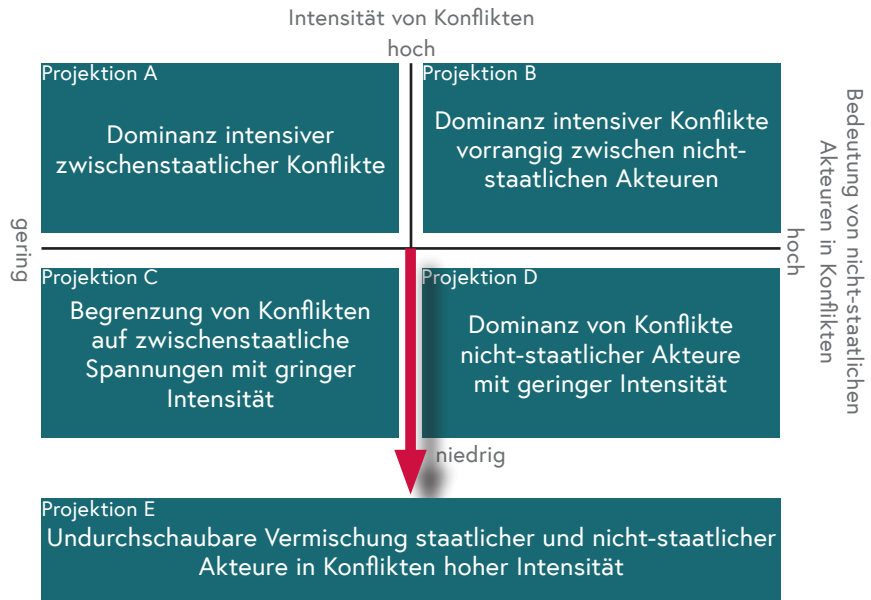 Intensität von Konflikten
hoch
Projektion A
Dominanz intensiver
zwischenstaatlicher Konflikte
Projektion B
Dominanz intensiver Konflikte
vorrangig zwischen nicht-
staatlichen Akteuren
gering
hoch
Bedeutung von nicht-staatlichen
Akteuren in Konflikten
Projektion C
Begrenzung von Konflikten
auf zwischenstaatliche
Spannungen mit gringer
Intensität
Projektion D
Dominanz von Konflikte
nicht-staatlicher Akteure
mit geringer Intensität
niedrig
Projektion E
Undurchschaubare Vermischung staatlicher und nicht-staatlicher
Akteure in Konflikten hoher Intensität